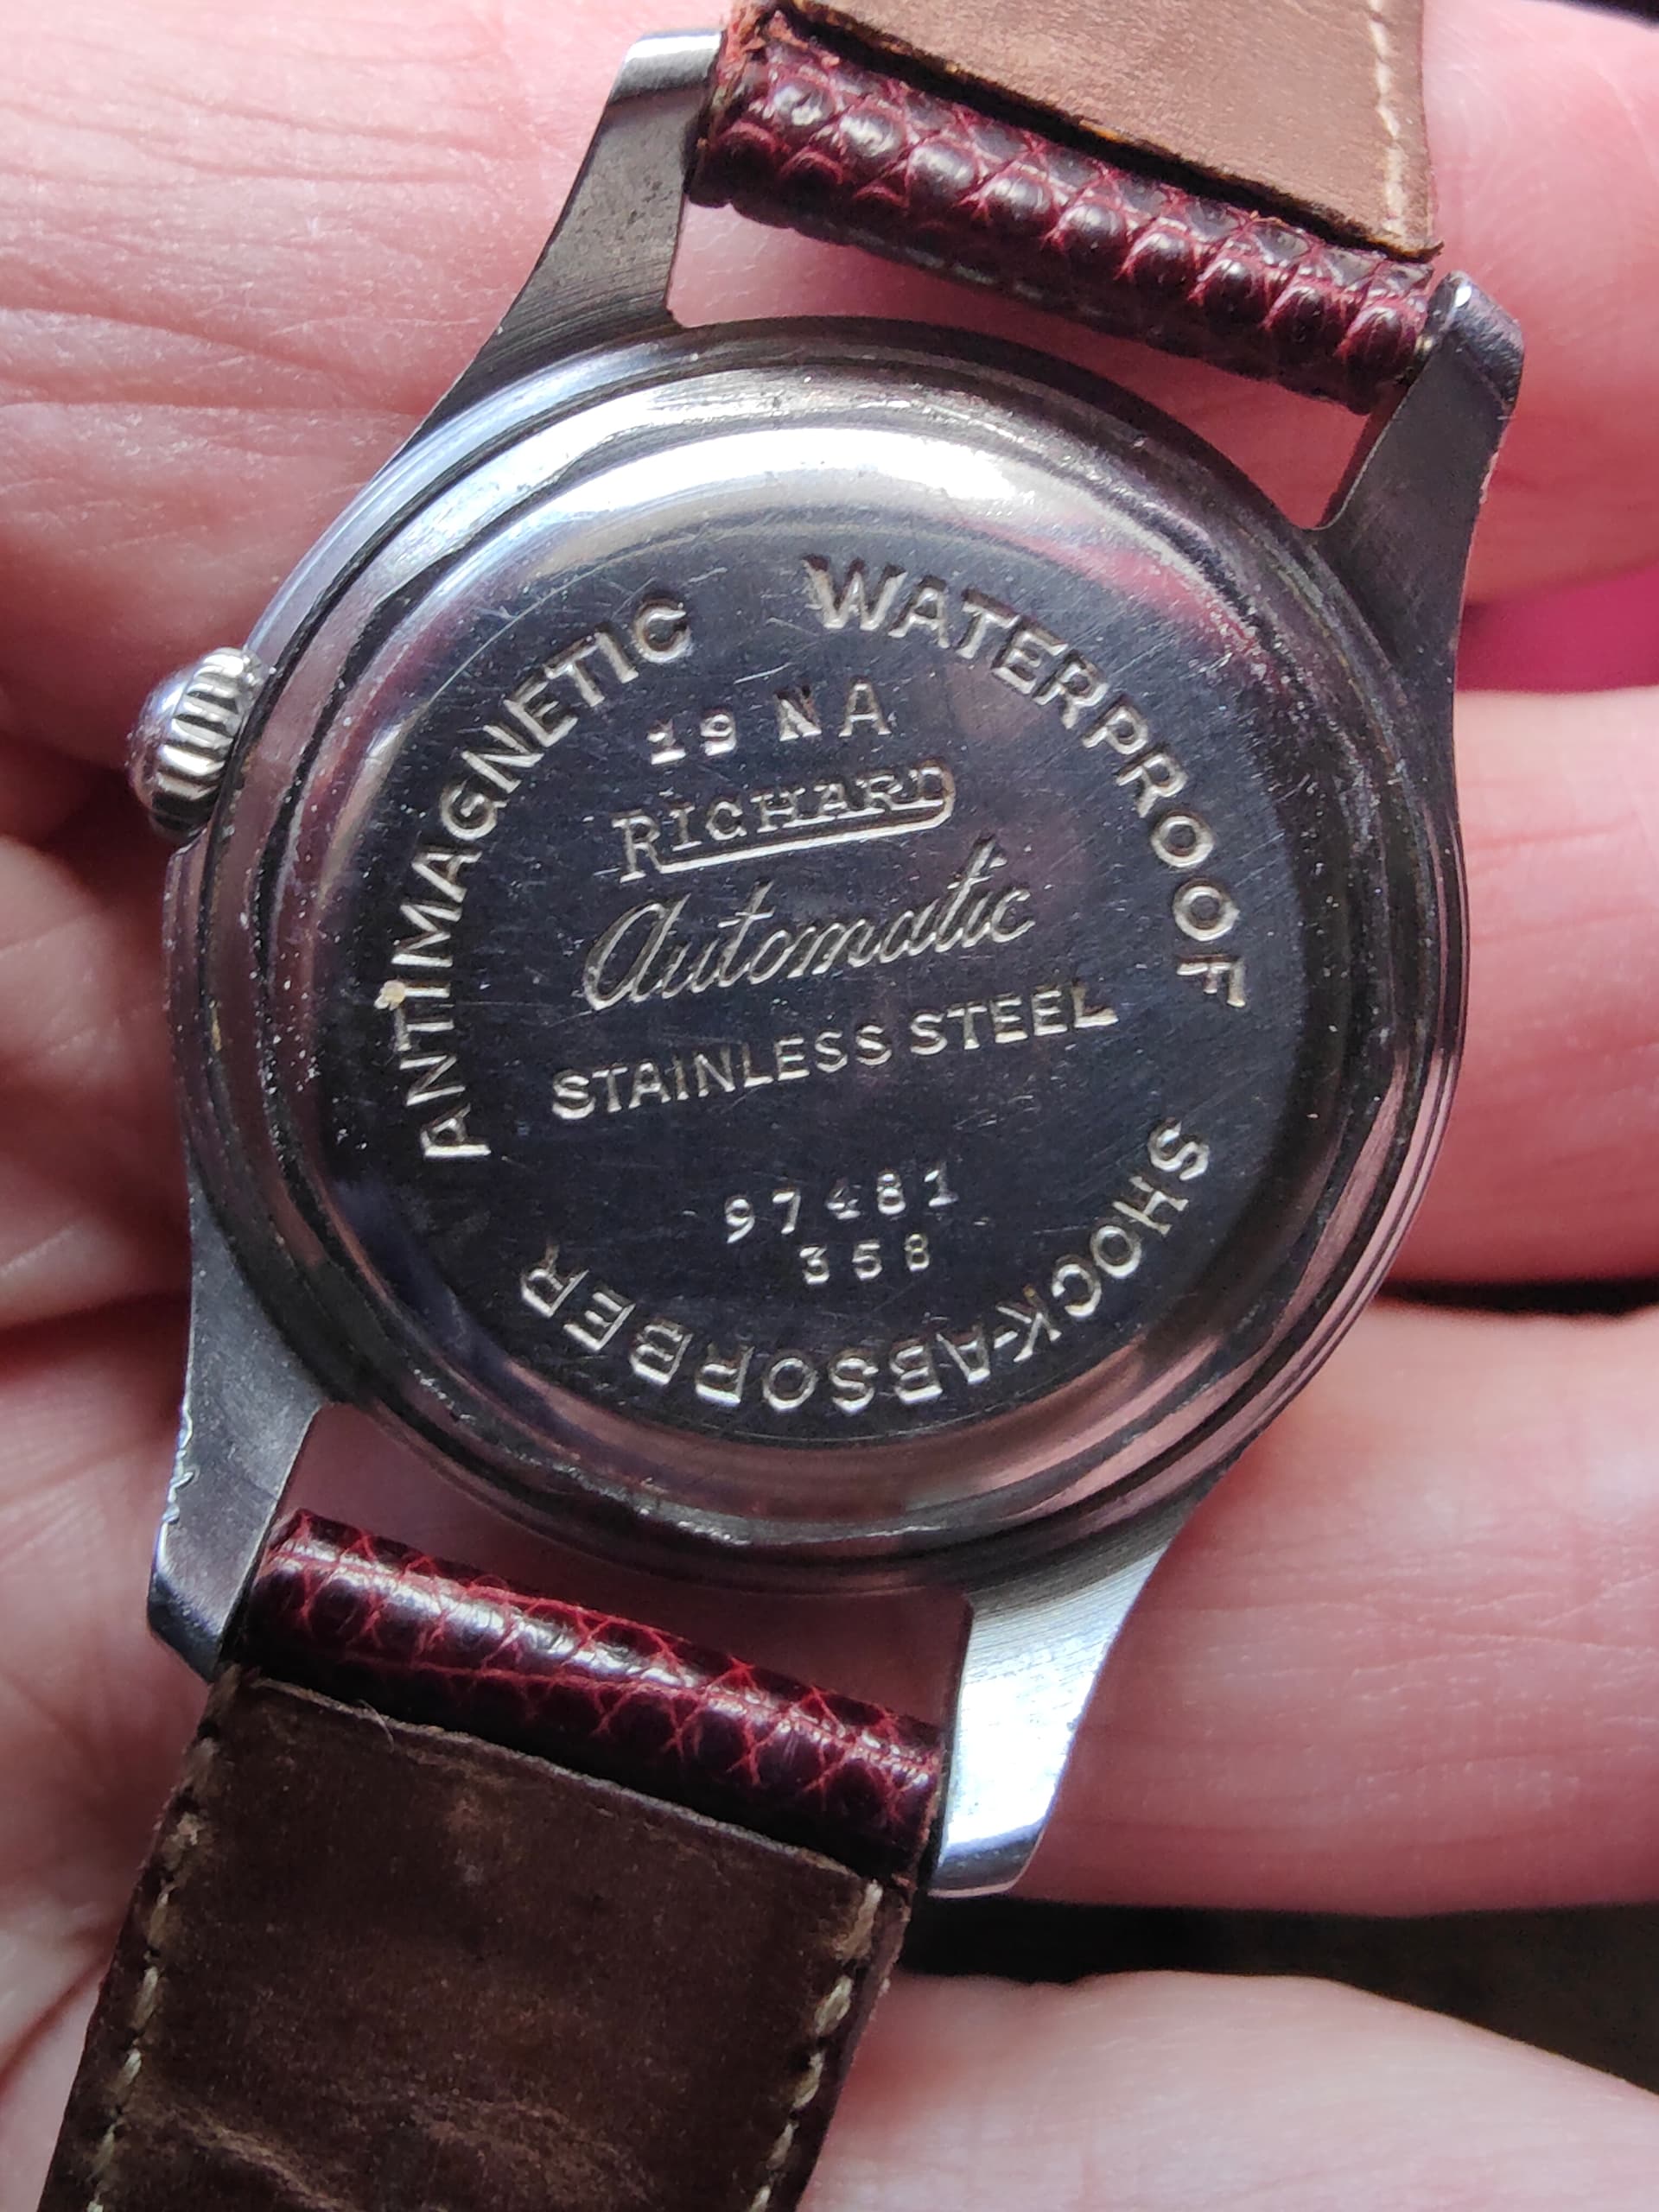 ANTIMAGNETIC WATERPROOF
19 NA
RICHARD
Automatic
STAINLESS STEEL
97481
358
SHOCK-ABSORBER